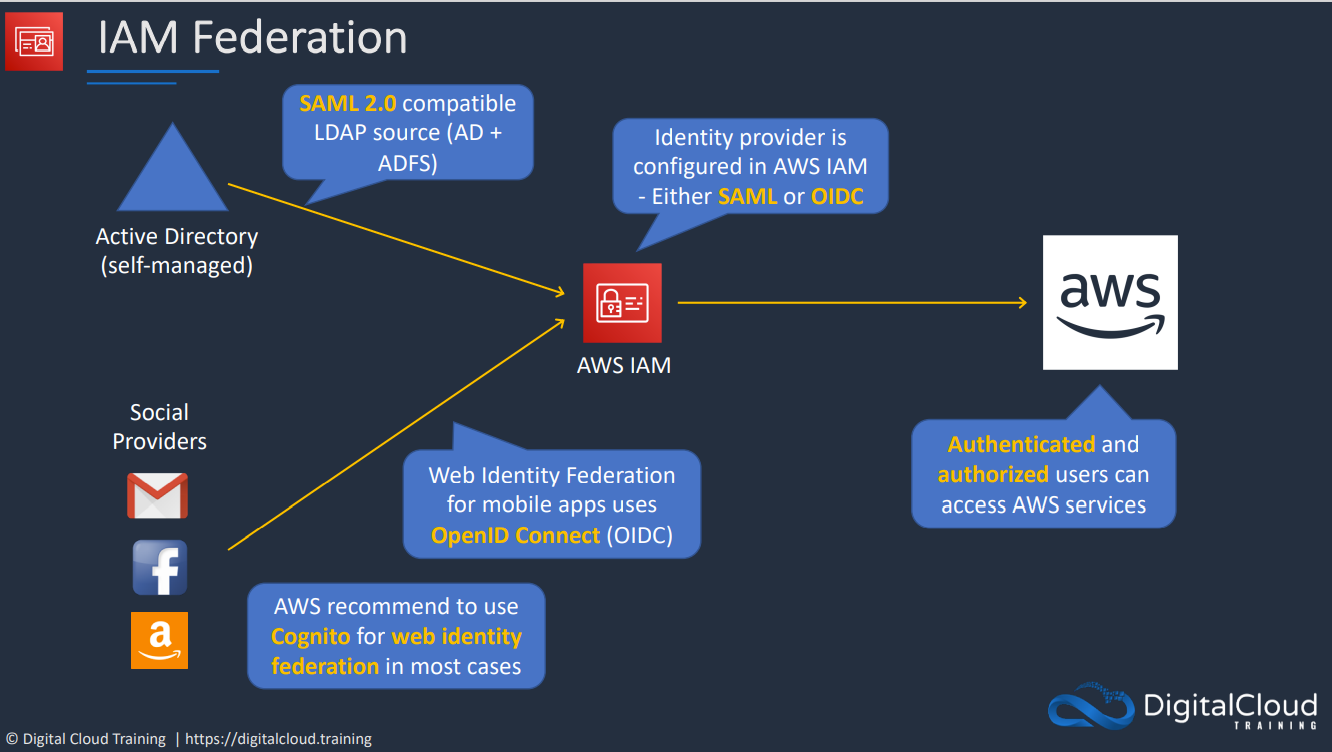 IAM Federation
SAML 2.0 compatible
LDAP source (AD +
ADFS)
Identity provider is
configured in AWS IAM
- Either SAML or OIDC
Active Directory
(self-managed)
aws
AWS IAM
Social
Providers
Web Identity Federation
for mobile apps uses
OpenID Connect (OIDC)
Authenticated and
authorized users can
access AWS services
f
a
AWS recommend to use
Cognito for web identity
federation in most cases
DigitalCloud
TRAINING
© Digital Cloud Training | https://digitalcloud.training